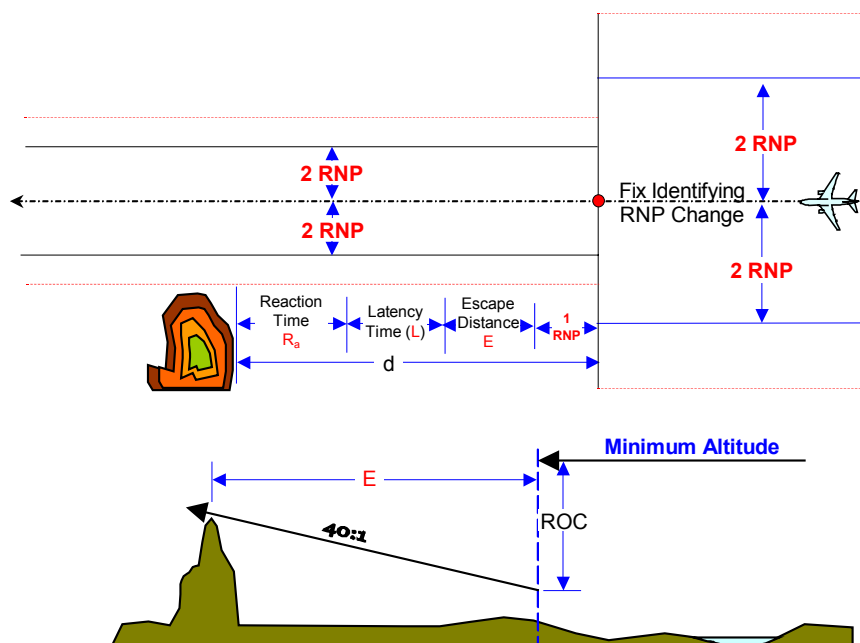 2 RNP
2 RNP
Fix Identifying
RNP Change
2 RNP
2 RNP
Reaction
Time
Ra
Latency
Time (L)
Escape
Distance
E
1
RNP
d
Minimum Altitude
E
ROC
40:1